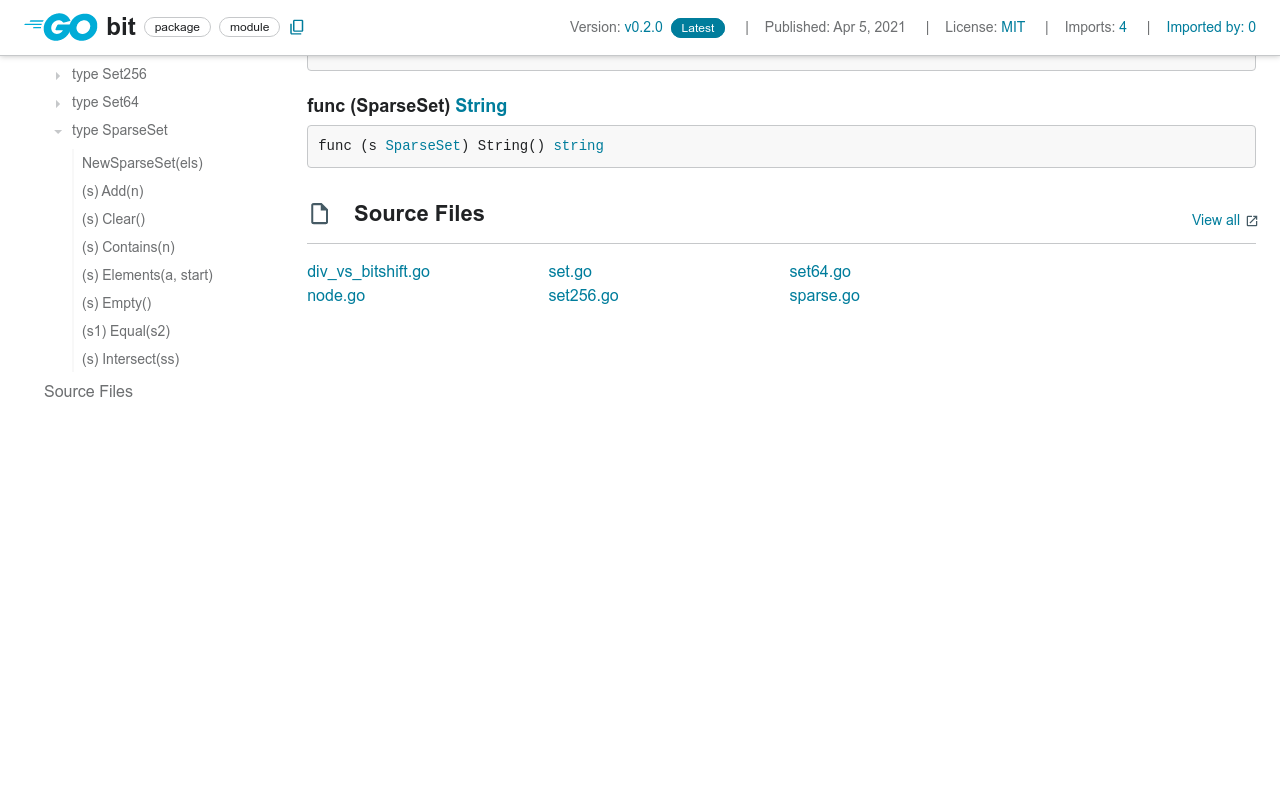 GO bit package module Version: v0.2.0 Latest | Published: Apr 5, 2021 | License: MIT | Imports: 4 | Imported by: 0
type Set256
type Set64
type SparseSet
NewSparseSet(els)
(s) Add(n)
(s) Clear()
(s) Contains(n)
(s) Elements(a, start)
(s) Empty()
(s1) Equal(s2)
(s) Intersect(ss)
Source Files
func (SparseSet) String
func (s SparseSet) String() string
Source Files
View all
div_vs_bitshift.go set.go set64.go
node.go set256.go sparse.go